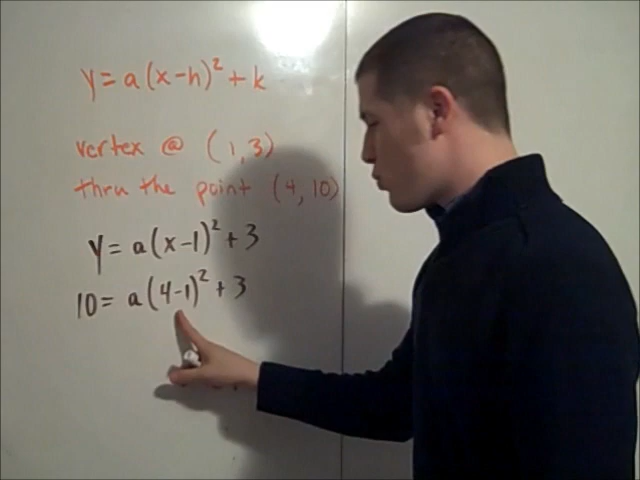 y = a(x-h)² + k
vertex @ (1,3)
thru the point (4,10)
y = a(x-1)² + 3
10 = a(4-1)² + 3